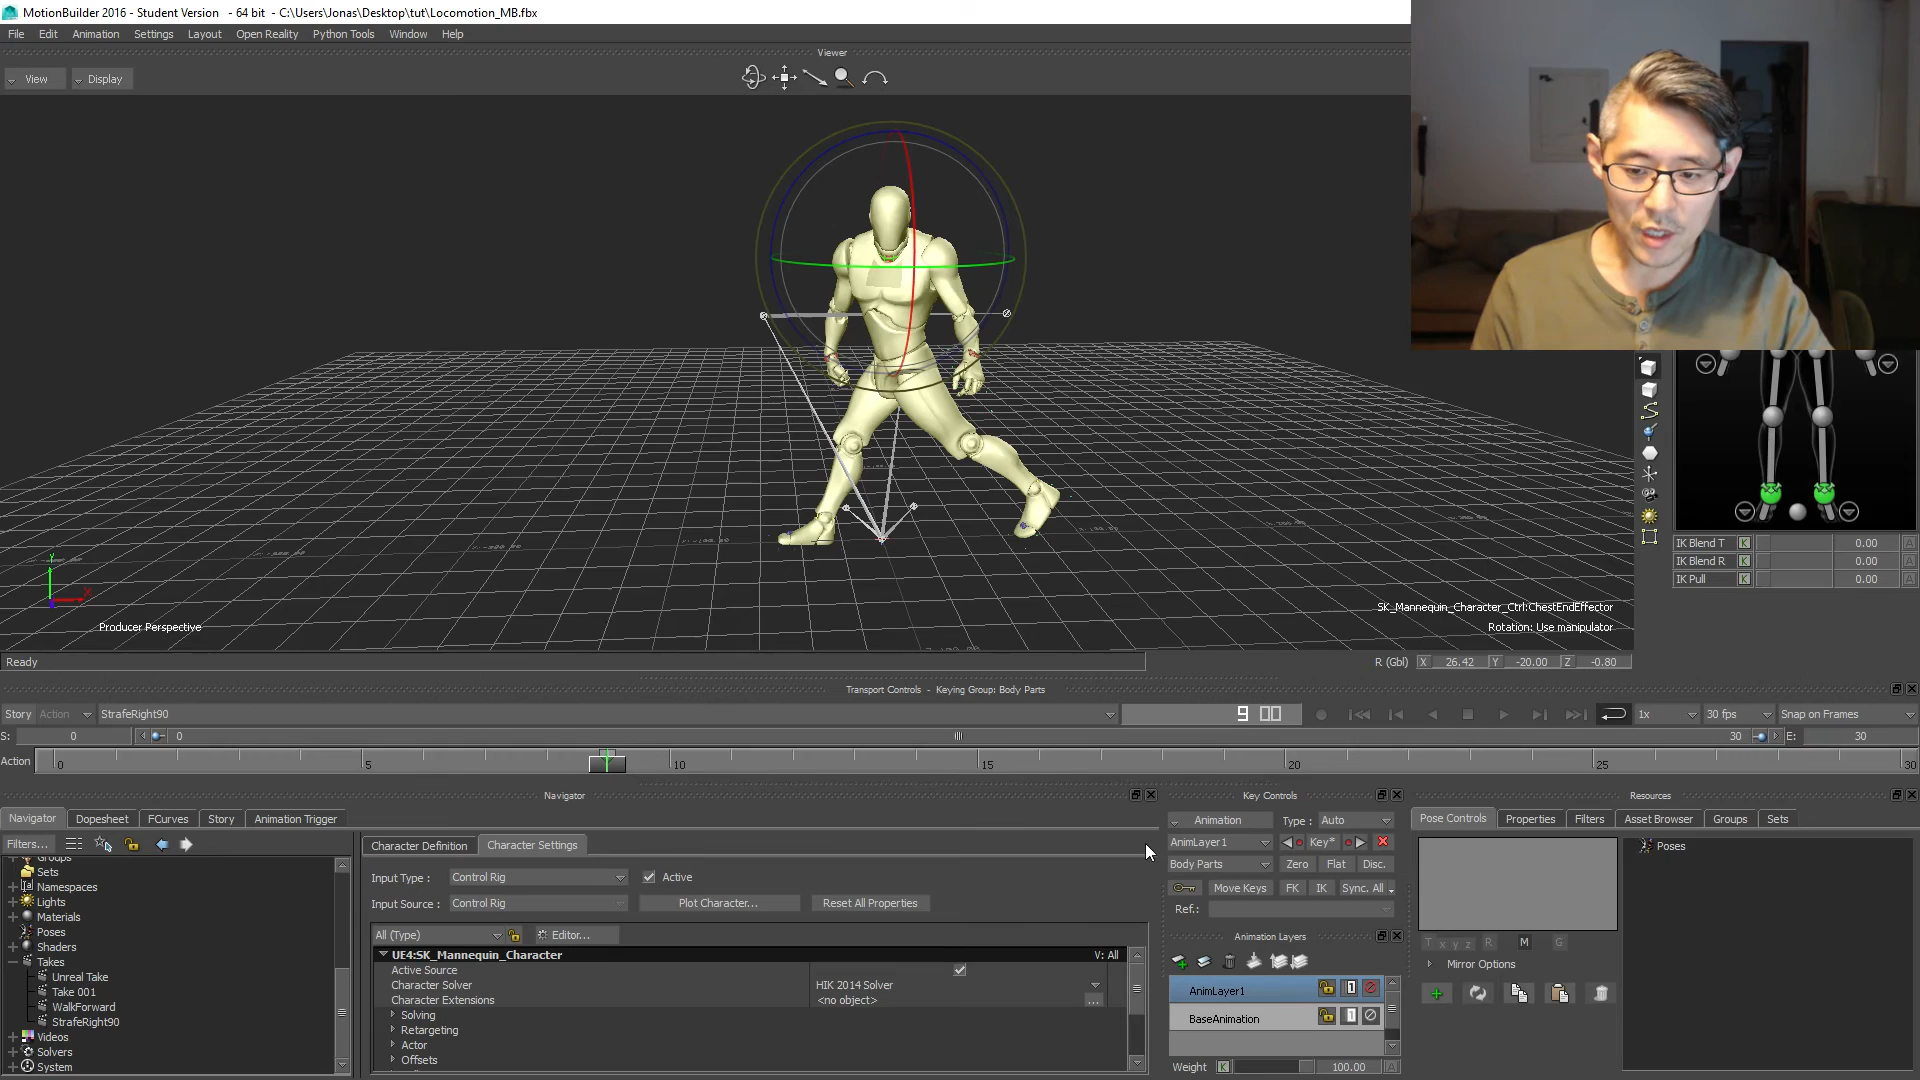 MotionBuilder 2016 - Student Version - 64 bit - C:\Users\Jonas\Desktop\tut\Locomotion_MB.fbx
File Edit Animation Settings Layout Open Reality Python Tools Window Help
Viewer
View Display
IK Blend T K 0.00 A
IK Blend R K 0.00 A
IK Pull K 0.00 A
Y
X
Producer Perspective
SK_Mannequin_Character_Ctrl:ChestEndEffector
Rotation: Use manipulator
Ready
R (Gbl) X 26.42 Y -20.00 Z -0.80
Transport Controls - Keying Group: Body Parts
Story Action StrafeRight90 9 00 1x 30 fps Snap on Frames
S: 0 0 30 E: 30
Action 0 5 10 15 20 25 30
Navigator
Navigator Dopesheet FCurves Story Animation Trigger
Filters...
Groups
Sets
Namespaces
Lights
Materials
Poses
Shaders
Takes
Unreal Take
Take 001
WalkForward
StrafeRight90
Videos
Solvers
System
Character Definition Character Settings
Input Type : Control Rig Active
Input Source : Control Rig Plot Character... Reset All Properties
All (Type) Editor...
UE4:SK_Mannequin_Character V: All
Active Source
Character Solver HIK 2014 Solver
Character Extensions <no object> ...
Solving
Retargeting
Actor
Offsets
Key Controls
Animation Type : Auto
AnimLayer1 Key*
Body Parts Zero Flat Disc.
Move Keys FK IK Sync. All
Ref.:
Animation Layers
AnimLayer1 1
BaseAnimation 1
Weight K 100.00 A
Resources
Pose Controls Properties Filters Asset Browser Groups Sets
Poses
T x y z R M G
Mirror Options